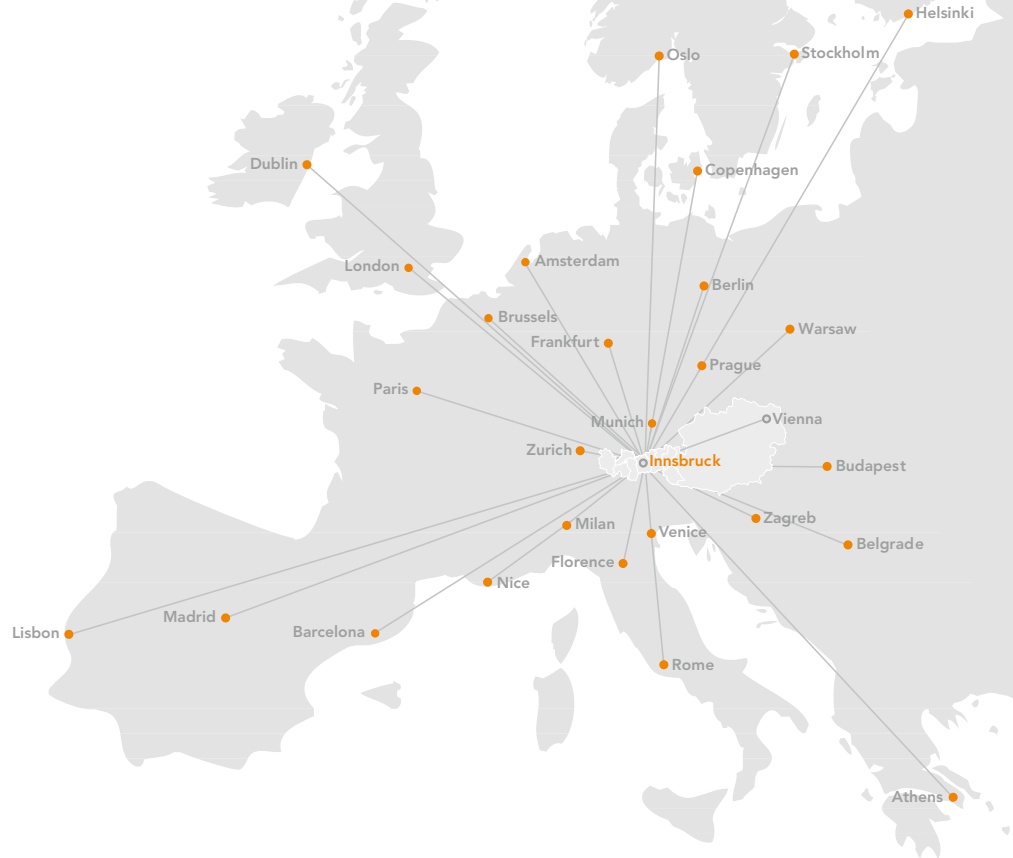 Helsinki
Oslo
Stockholm
Dublin
Copenhagen
Amsterdam
London
Berlin
Brussels
Warsaw
Frankfurt
Prague
Paris
Munich
Vienna
Zurich
Innsbruck
Budapest
Milan
Zagreb
Venice
Belgrade
Florence
Nice
Madrid
Lisbon
Barcelona
Rome
Athens